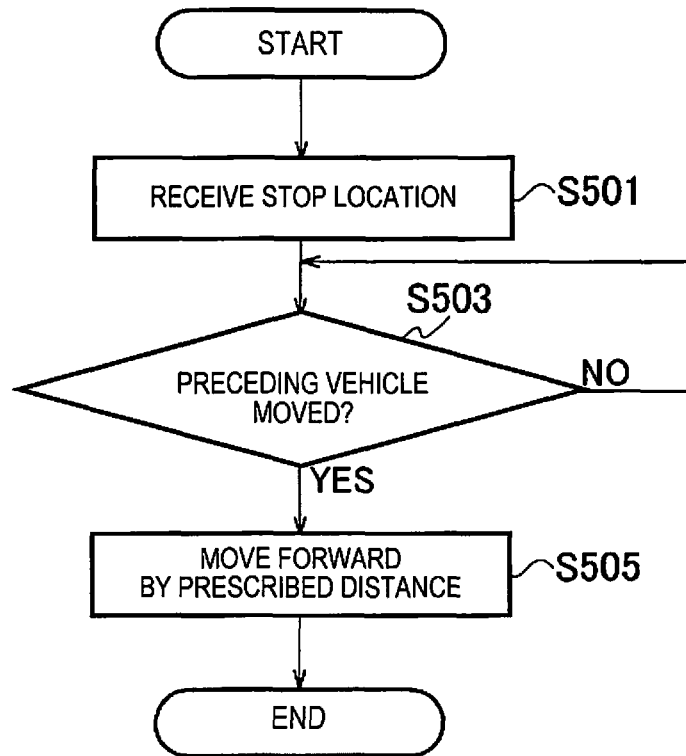 START
RECEIVE STOP LOCATION
S501
S503
PRECEDING VEHICLE
MOVED?
NO
YES
MOVE FORWARD
BY PRESCRIBED DISTANCE
S505
END